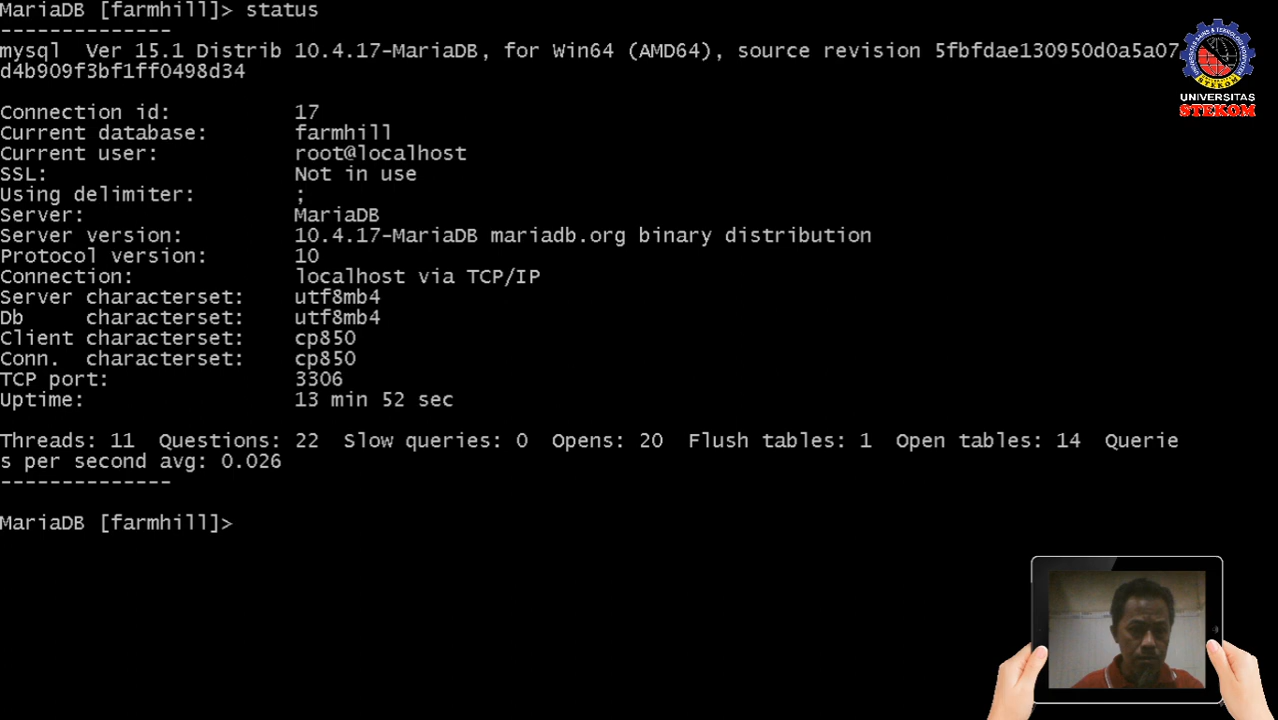 MariaDB [farmhill]> status
--------------
mysql  Ver 15.1 Distrib 10.4.17-MariaDB, for Win64 (AMD64), source revision 5fbfdae130950d0a5a07
d4b909f3bf1ff0498d34
Connection id:          17
Current database:       farmhill
Current user:           root@localhost
SSL:                    Not in use
Using delimiter:        ;
Server:                 MariaDB
Server version:         10.4.17-MariaDB mariadb.org binary distribution
Protocol version:       10
Connection:             localhost via TCP/IP
Server characterset:    utf8mb4
Db     characterset:    utf8mb4
Client characterset:    cp850
Conn.  characterset:    cp850
TCP port:               3306
Uptime:                 13 min 52 sec
Threads: 11  Questions: 22  Slow queries: 0  Opens: 20  Flush tables: 1  Open tables: 14  Querie
s per second avg: 0.026
--------------
MariaDB [farmhill]>
STEKOM
UNIVERSITAS
STEKOM